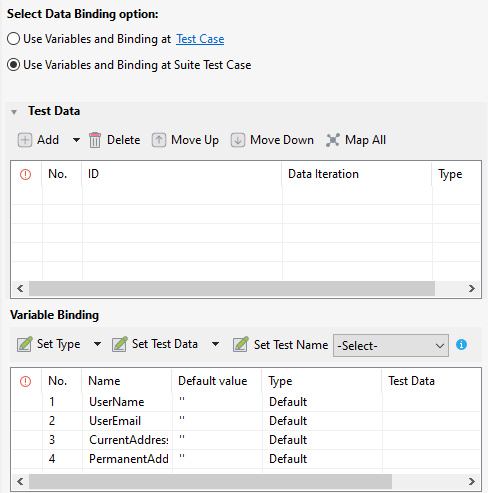 Select Data Binding option:
Use Variables and Binding at Test Case
Use Variables and Binding at Suite Test Case
Test Data
Add Delete Move Up Move Down Map All
No. ID Data Iteration Type
Variable Binding
Set Type Set Test Data Set Test Name -Select-
No. Name Default value Type Test Data
1 UserName '' Default
2 UserEmail '' Default
3 CurrentAddress '' Default
4 PermanentAdd '' Default